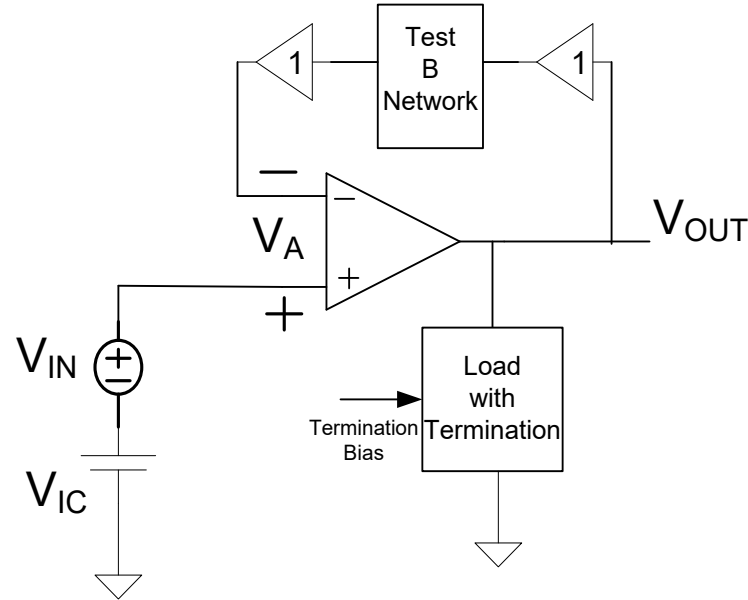 1
Test
B
Network
1
−
−
V_A
V_OUT
+
+
V_IN
+
−
Load
with
Termination
Termination
Bias
V_IC